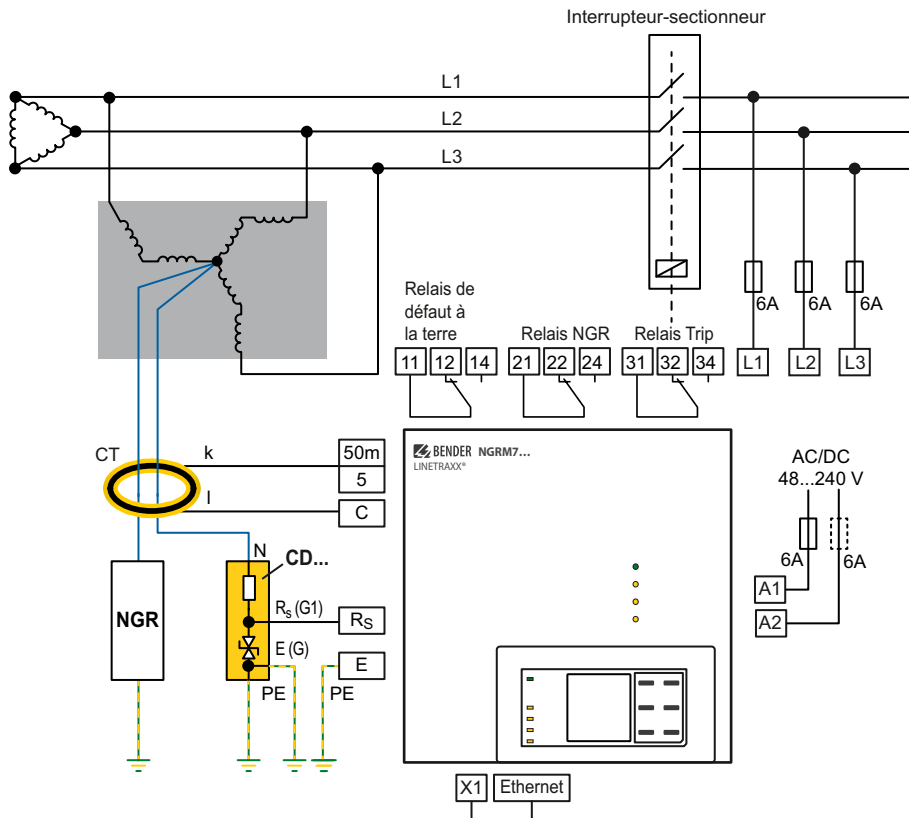 Interrupteur-sectionneur
L1
L2
L3
6A
6A
6A
L1
L2
L3
Relais de
défaut à
la terre
Relais NGR
Relais Trip
11
12
14
21
22
24
31
32
34
CT
k
l
50m
5
C
BENDER NGRM7...
LINETRAXX®
AC/DC
48...240 V
6A
6A
A1
A2
N
CD...
NGR
Rs (G1)
RS
E (G)
E
PE
PE
X1
Ethernet